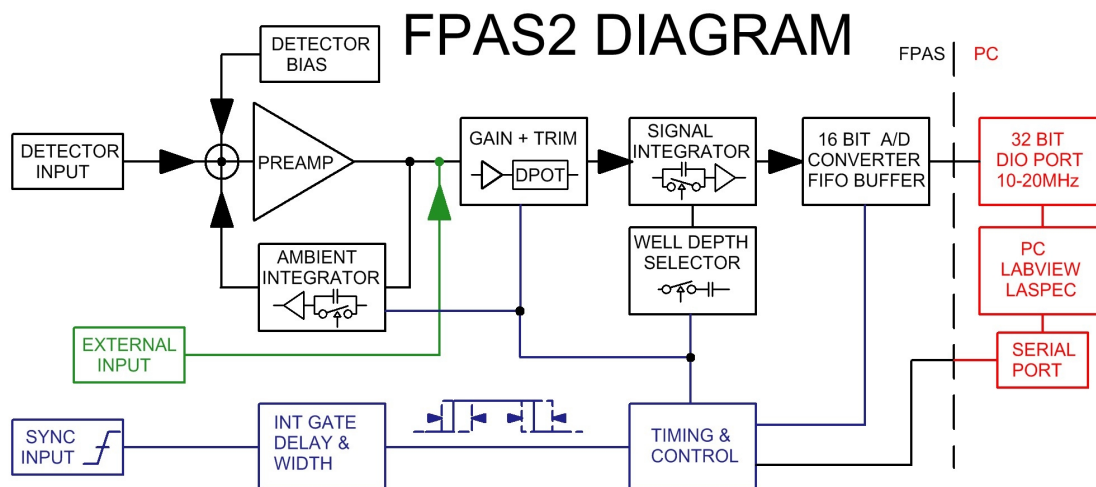 FPAS2 DIAGRAM
DETECTOR
BIAS
FPAS
PC
DETECTOR
INPUT
PREAMP
GAIN + TRIM
DPOT
SIGNAL
INTEGRATOR
16 BIT A/D
CONVERTER
FIFO BUFFER
32 BIT
DIO PORT
10-20MHz
AMBIENT
INTEGRATOR
WELL DEPTH
SELECTOR
PC
LABVIEW
LASPEC
EXTERNAL
INPUT
SERIAL
PORT
SYNC
INPUT
INT GATE
DELAY &
WIDTH
TIMING &
CONTROL